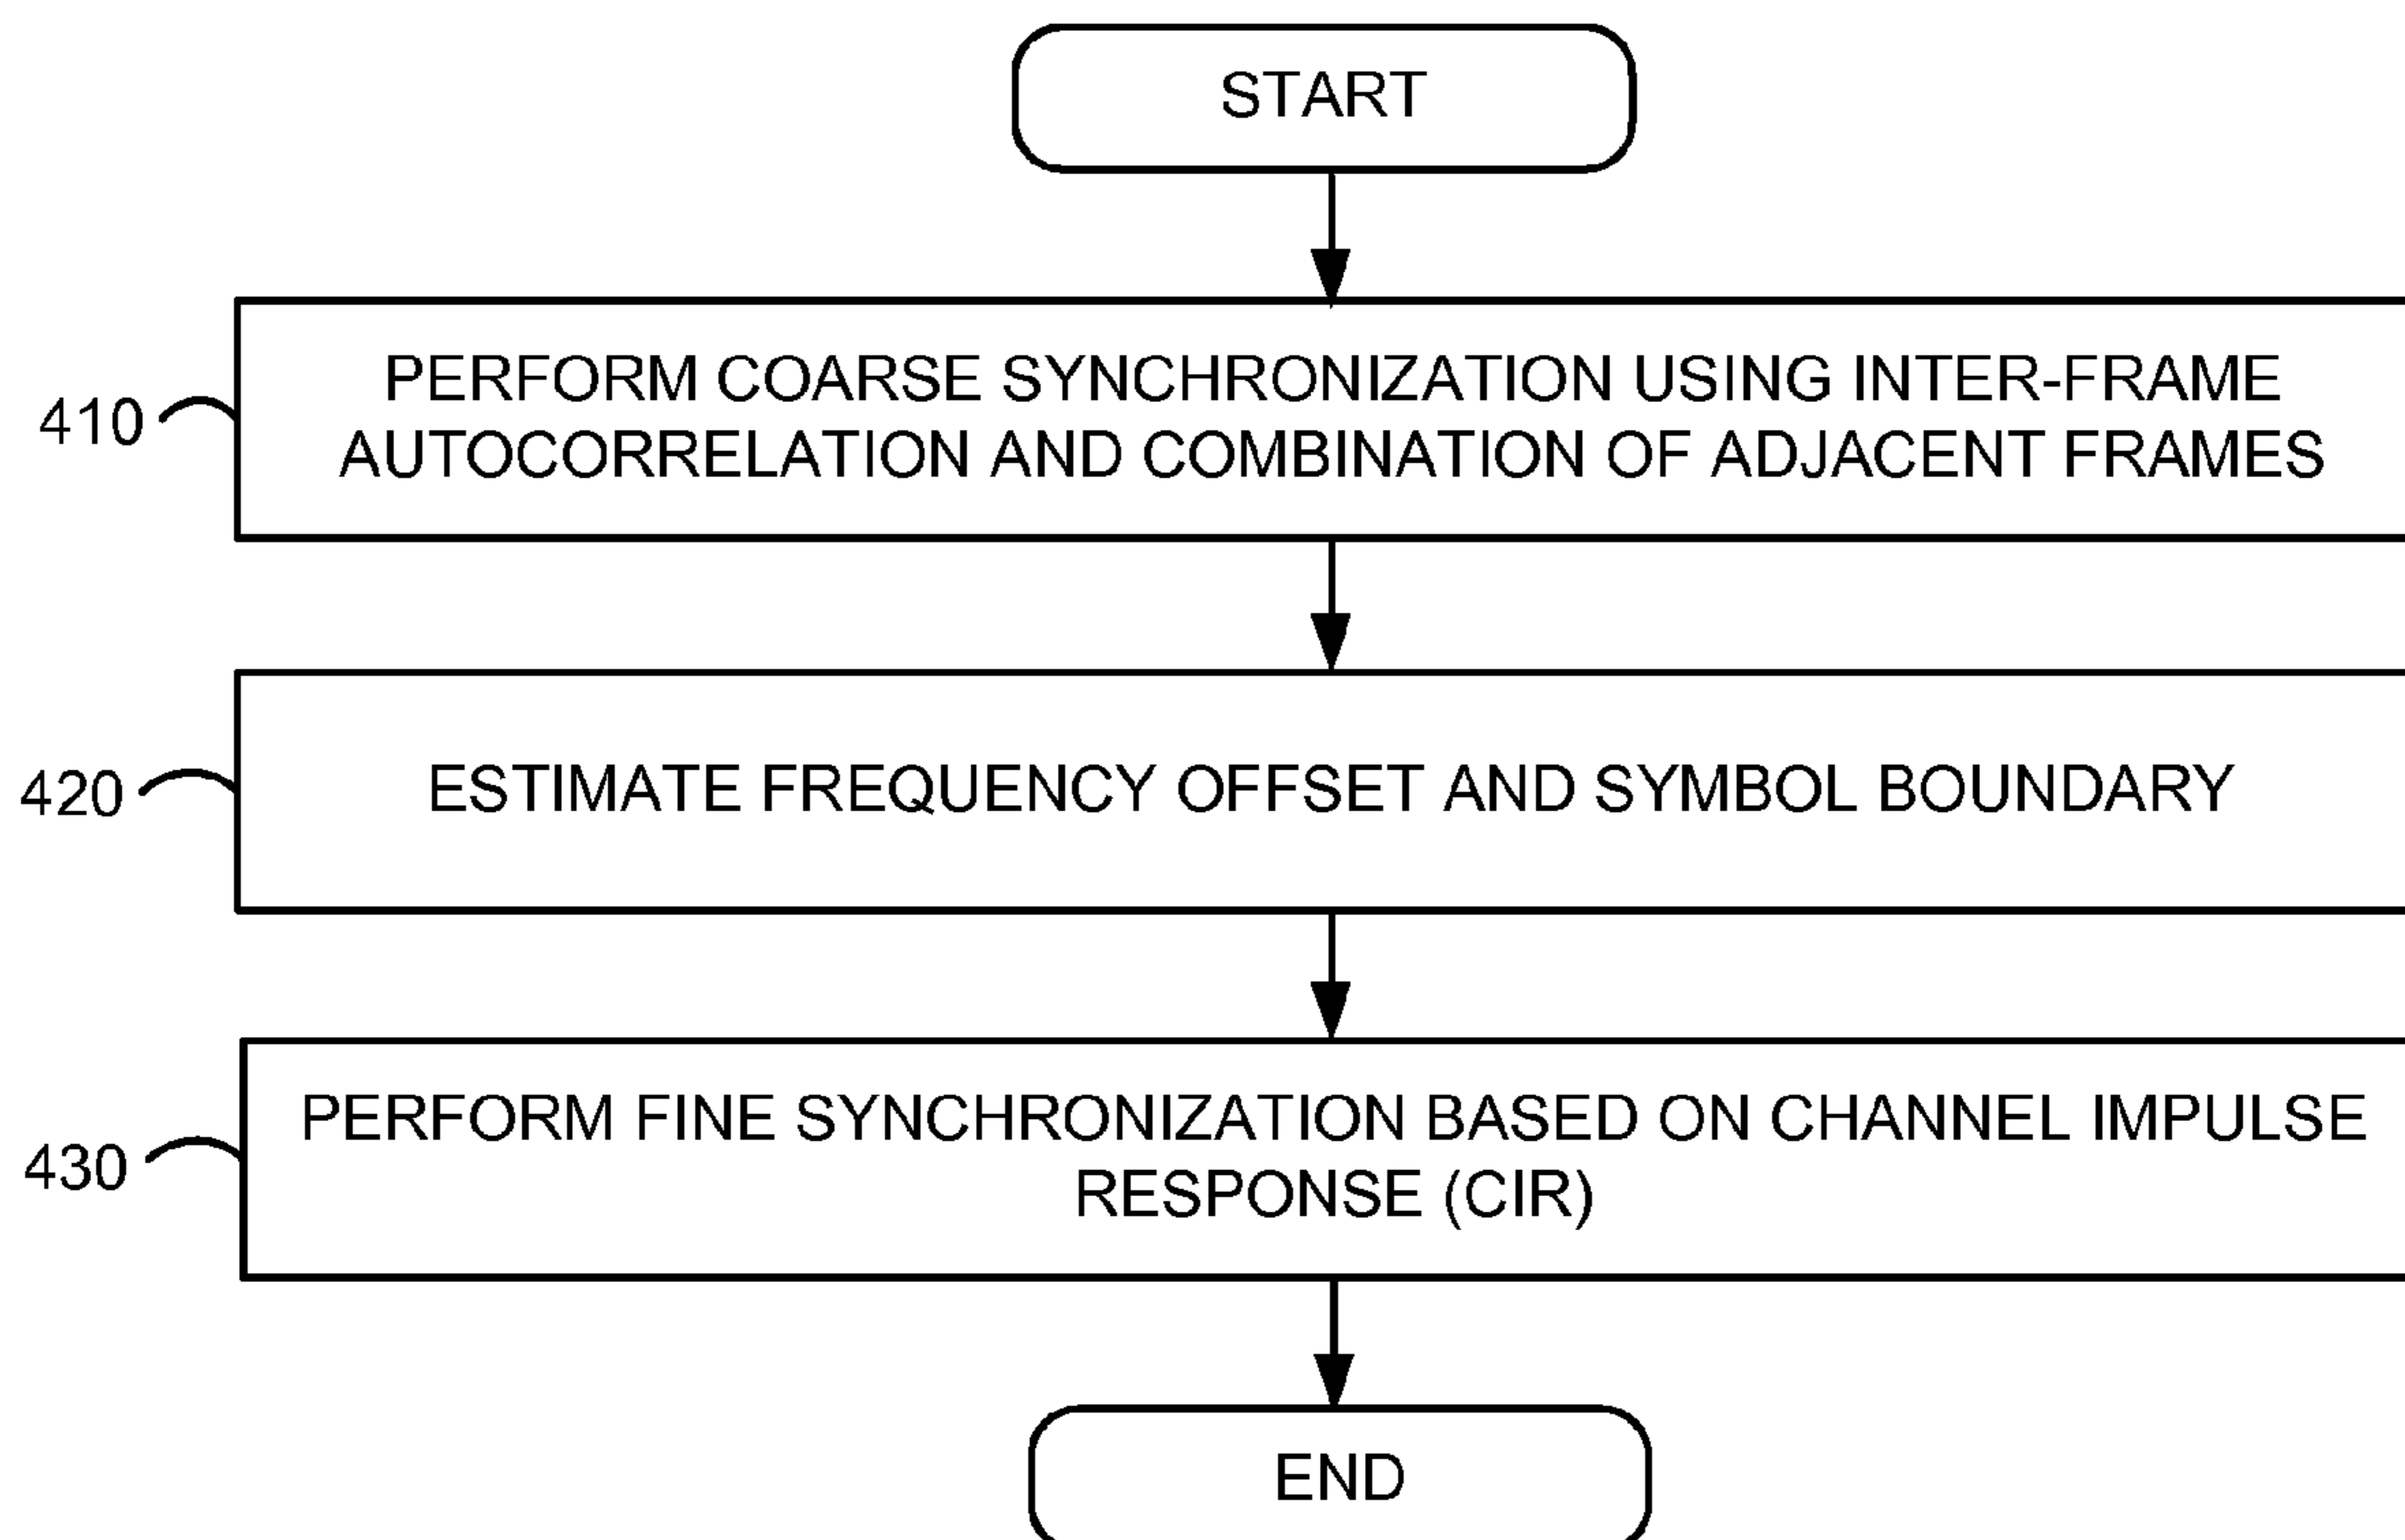 START
410
PERFORM COARSE SYNCHRONIZATION USING INTER-FRAME
AUTOCORRELATION AND COMBINATION OF ADJACENT FRAMES
420
ESTIMATE FREQUENCY OFFSET AND SYMBOL BOUNDARY
430
PERFORM FINE SYNCHRONIZATION BASED ON CHANNEL IMPULSE
RESPONSE (CIR)
END